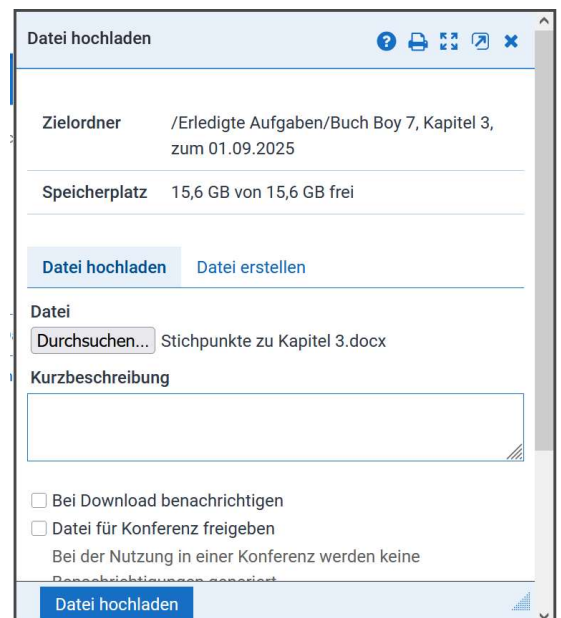 Datei hochladen
Zielordner /Erledigte Aufgaben/Buch Boy 7, Kapitel 3,
zum 01.09.2025
Speicherplatz 15,6 GB von 15,6 GB frei
Datei hochladen Datei erstellen
Datei
Durchsuchen... Stichpunkte zu Kapitel 3.docx
Kurzbeschreibung
Bei Download benachrichtigen
Datei für Konferenz freigeben
Bei der Nutzung in einer Konferenz werden keine
Benachrichtigungen generiert
Datei hochladen